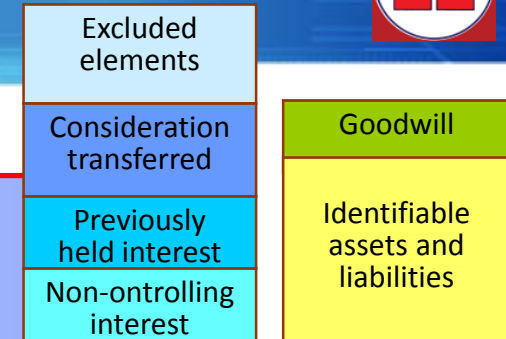 Excluded
elements
Consideration
transferred
Previously
held interest
Non-ontrolling
interest
Goodwill
Identifiable
assets and
liabilities